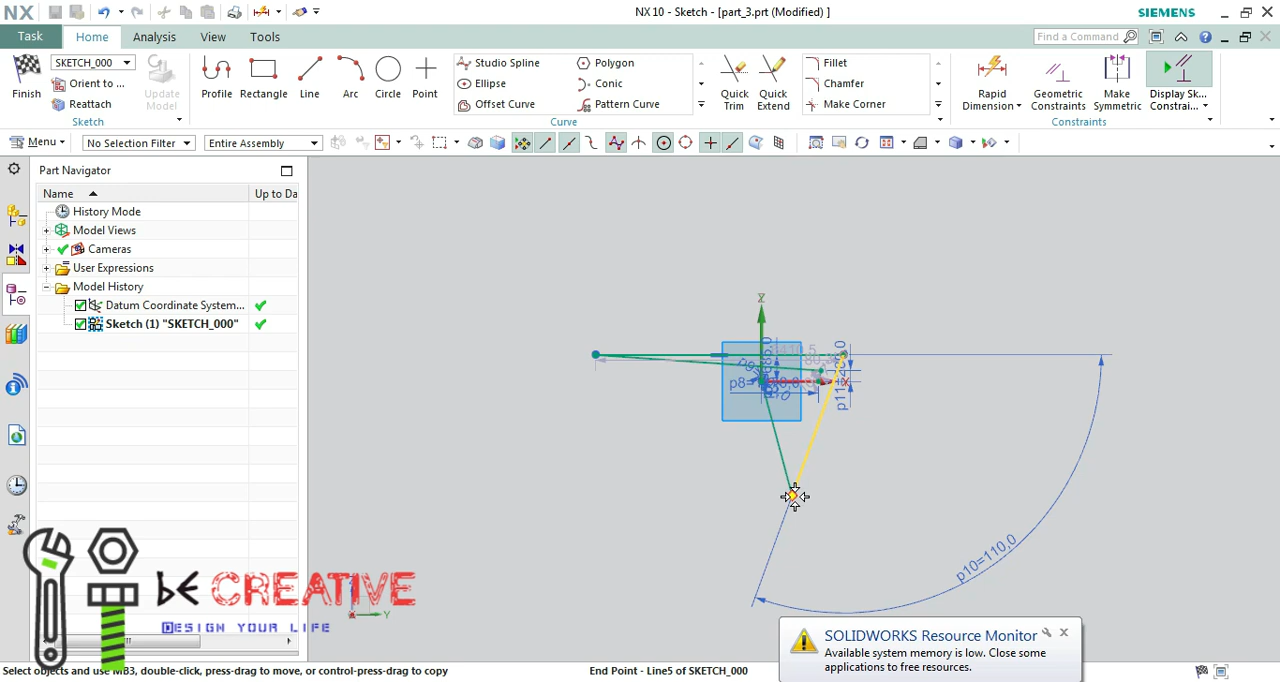 NX
NX 10 - Sketch - [part_3.prt (Modified) ]
SIEMENS
Task
Home
Analysis
View
Tools
Find a Command
SKETCH_000
Orient to ...
Reattach
Finish
Update
Model
Sketch
Profile
Rectangle
Line
Arc
Circle
Point
Studio Spline
Ellipse
Offset Curve
Polygon
Conic
Pattern Curve
Quick
Trim
Quick
Extend
Fillet
Chamfer
Make Corner
Curve
Rapid
Dimension
Geometric
Constraints
Make
Symmetric
Display Sk...
Constrai...
Constraints
Menu
No Selection Filter
Entire Assembly
Part Navigator
Name
Up to Da
History Mode
Model Views
Cameras
User Expressions
Model History
Datum Coordinate System...
Sketch (1) "SKETCH_000"
Z
X
p10=110,0
Y
BE CREATIVE
DESIGN YOUR LIFE
SOLIDWORKS Resource Monitor
Available system memory is low. Close some
applications to free resources.
Select objects and use MB3, double-click, press-drag to move, or control-press-drag to copy
End Point - Line5 of SKETCH_000